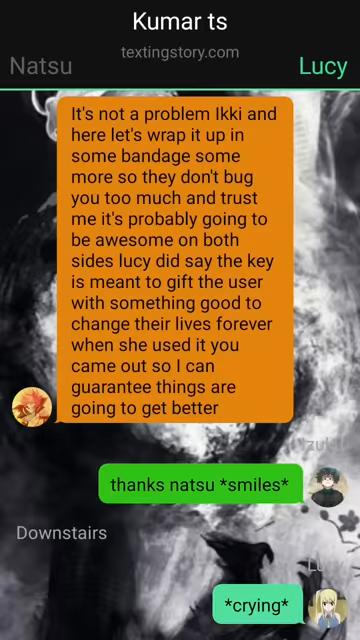 Kumar ts
textingstory.com
Natsu
Lucy
It's not a problem Ikki and
here let's wrap it up in
some bandage some
more so they don't bug
you too much and trust
me it's probably going to
be awesome on both
sides lucy did say the key
is meant to gift the user
with something good to
change their lives forever
when she used it you
came out so I can
guarantee things are
going to get better
thanks natsu *smiles*
Downstairs
*crying*